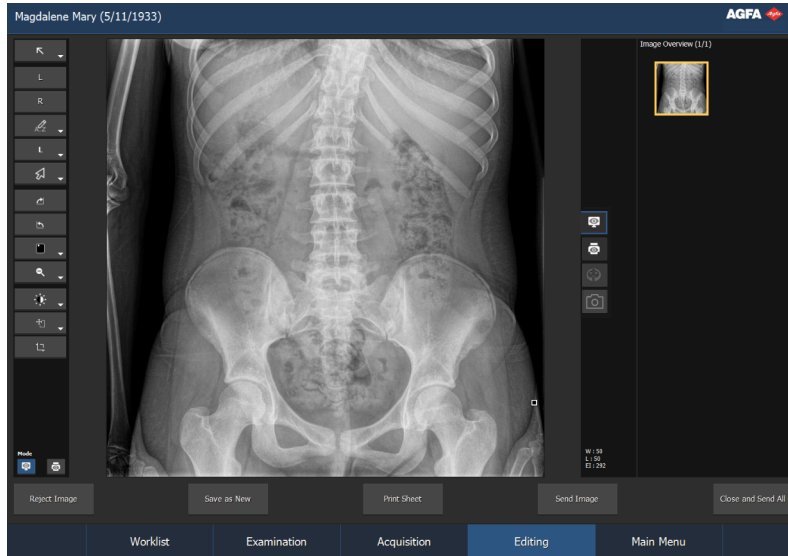 Magdalene Mary (5/11/1933)
AGFA
Image Overview (1/1)
L
R
L
Mode
W : 50
L : 50
EI : 292
Reject Image
Save as New
Print Sheet
Send Image
Close and Send All
Worklist
Examination
Acquisition
Editing
Main Menu